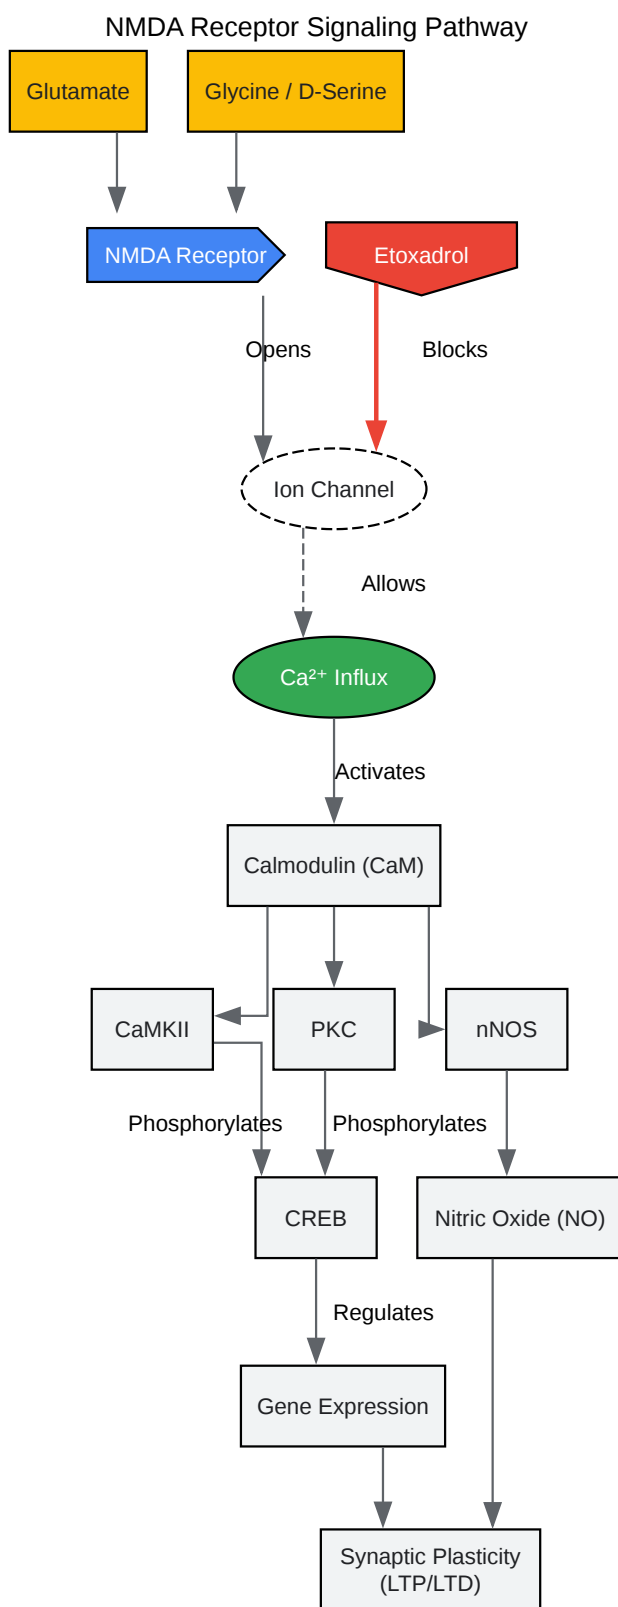 NMDA Receptor Signaling Pathway
Glutamate
Glycine / D-Serine
NMDA Receptor
Etoxadrol
Opens
Blocks
Ion Channel
Allows
Ca²⁺ Influx
Activates
Calmodulin (CaM)
CaMKII
PKC
nNOS
Phosphorylates
Phosphorylates
CREB
Nitric Oxide (NO)
Regulates
Gene Expression
Synaptic Plasticity
(LTP/LTD)